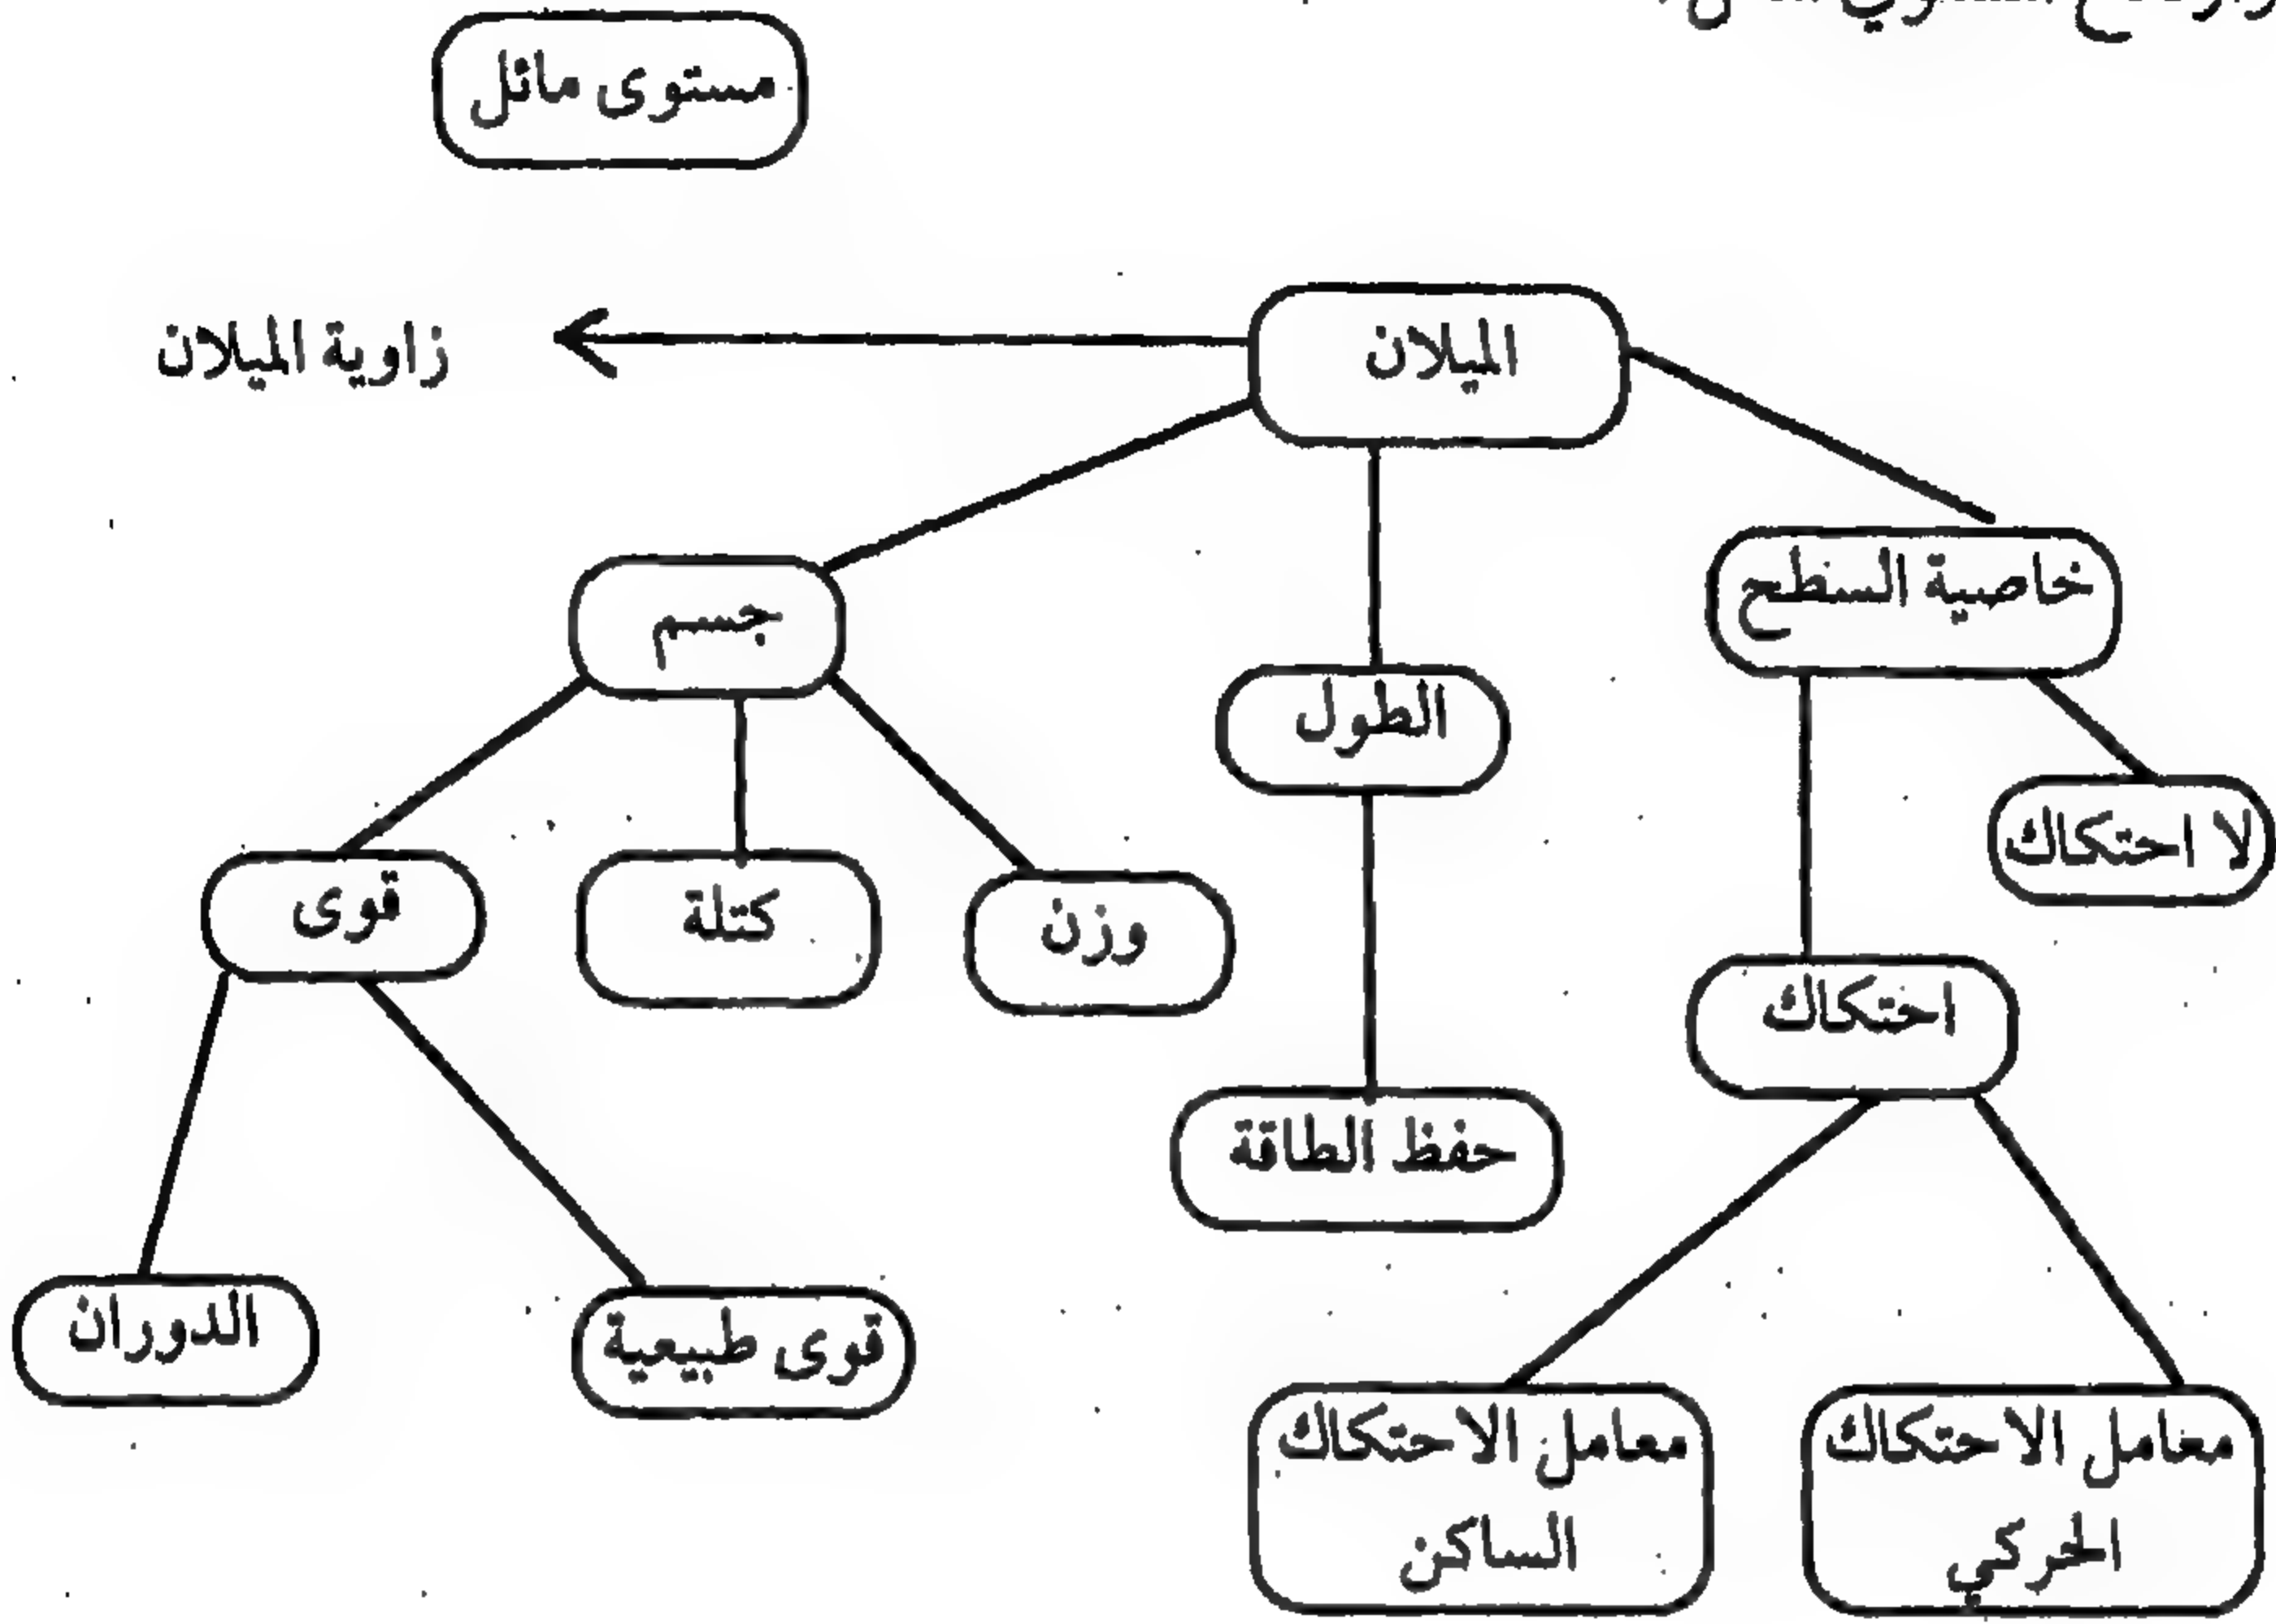 مستوى مائل
الميلان
زاوية الميلان
خاصية السطح
جسم
الطول
لا احتكاك
قوى
كتلة
وزن
احتكاك
حفظ الطاقة
الدوران
قوى طبيعية
معامل الاحتكاك
الحركي
معامل الاحتكاك
الساكن